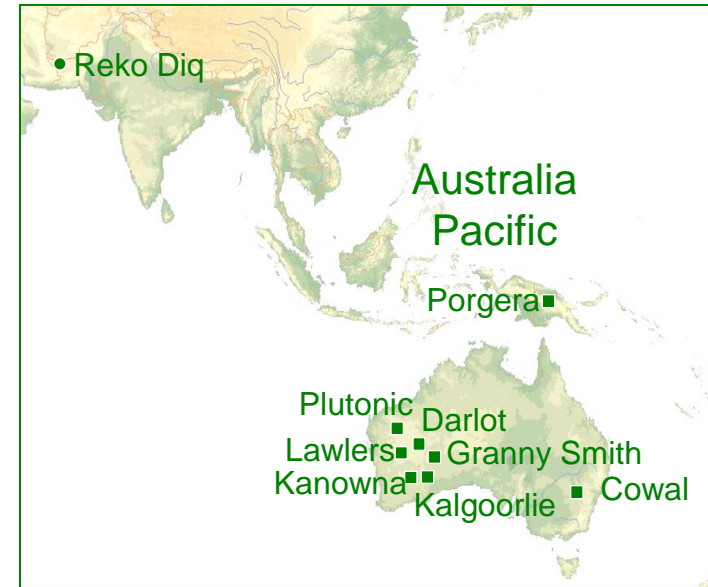 Reko Diq
Australia
Pacific
Porgera
Plutonic
Darlot
Lawlers
Granny Smith
Kanowna
Kalgoorlie
Cowal